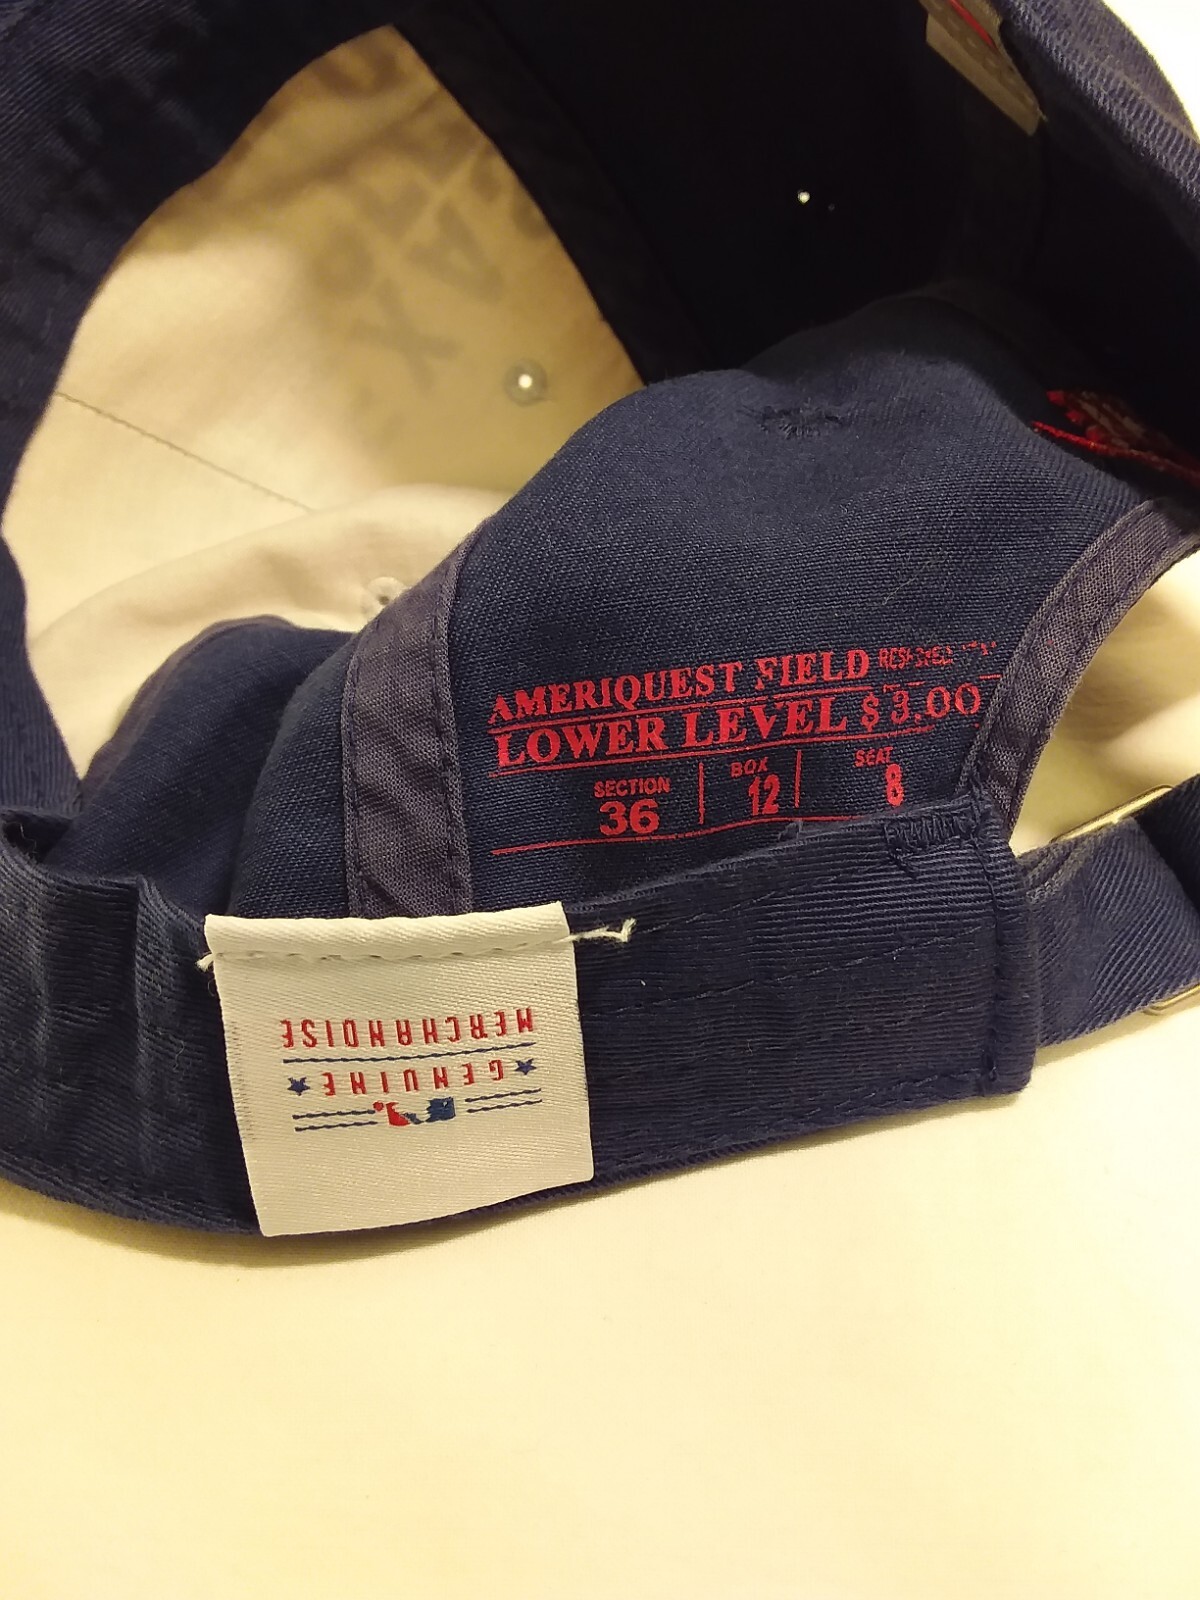 AMERIQUEST FIELD
LOWER LEVEL $3.00
SECTION BOX SEAT
36 12 8
GENUINE
MERCHANDISE